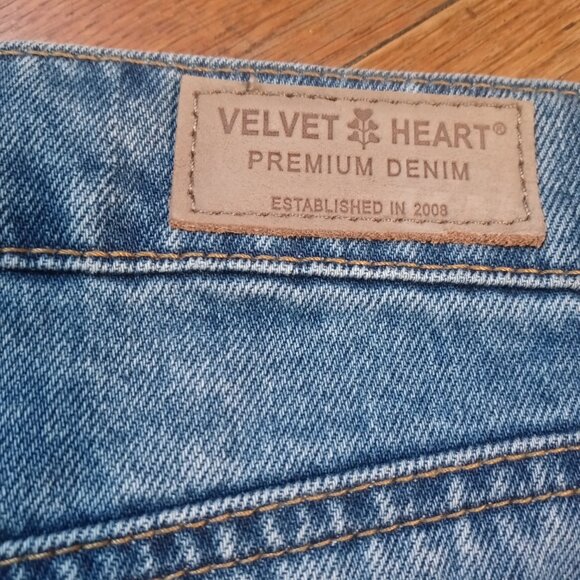 VELVET HEART®
PREMIUM DENIM
ESTABLISHED IN 2008